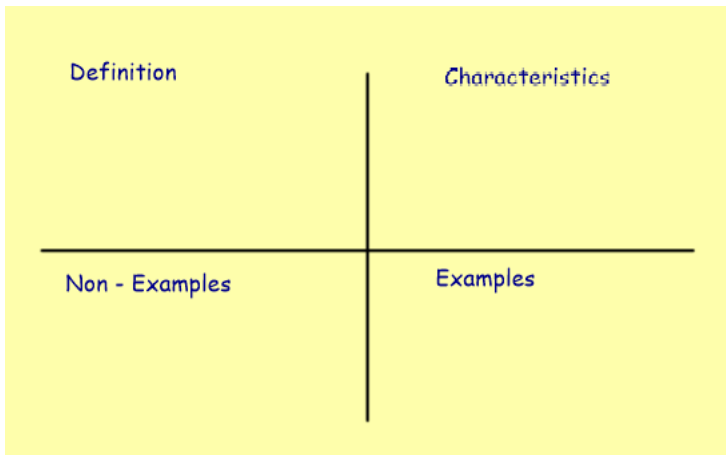 Definition
Characteristics
Non - Examples
Examples